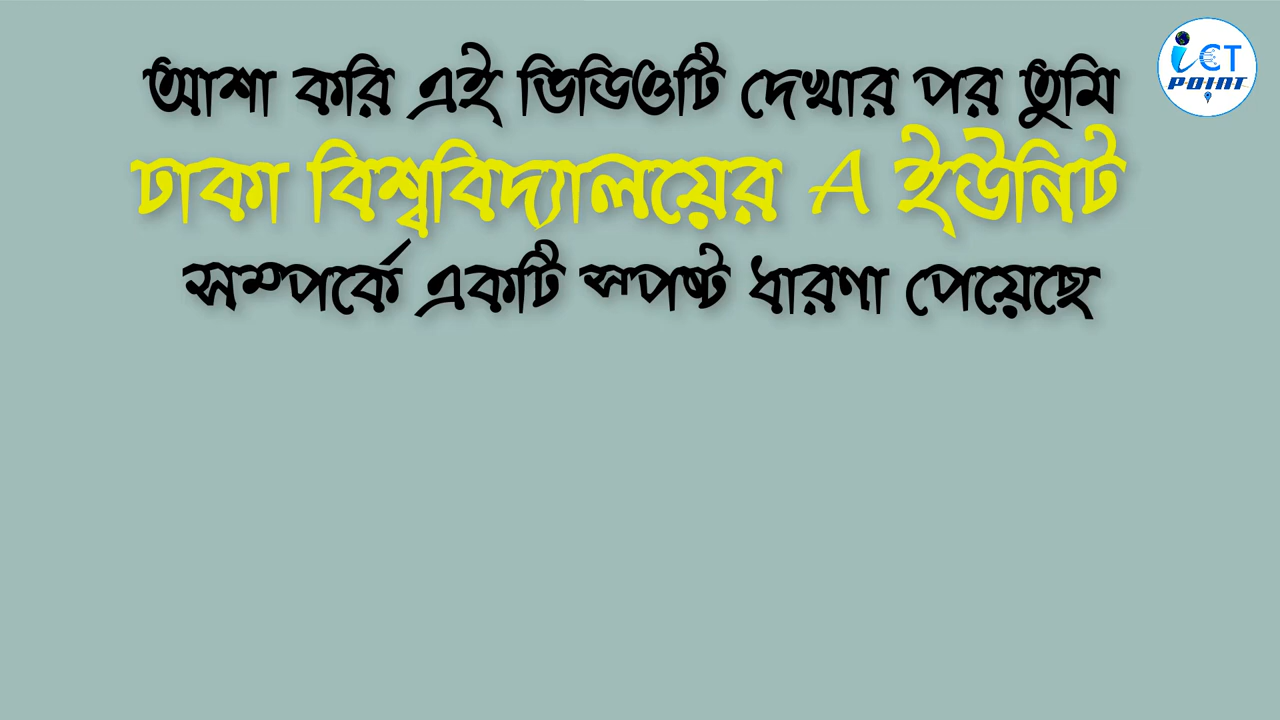 আশা করি এই ভিডিওটি দেখার পর তুমি
ঢাকা বিশ্ববিদ্যালয়ের A ইউনিট
সম্পর্কে একটি স্পষ্ট ধারণা পেয়েছে
iCT
POINT